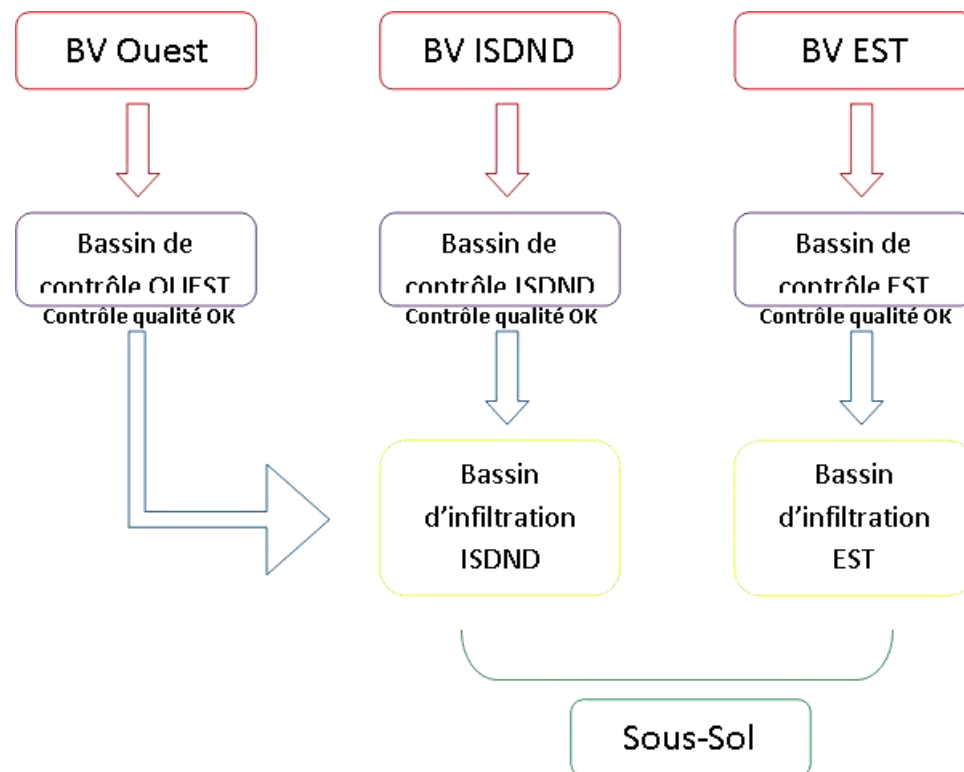 BV Ouest
BV ISDND
BV EST
Bassin de
contrôle OUEST
Contrôle qualité OK
Bassin de
contrôle ISDND
Contrôle qualité OK
Bassin de
contrôle EST
Contrôle qualité OK
Bassin
d'infiltration
ISDND
Bassin
d'infiltration
EST
Sous-Sol